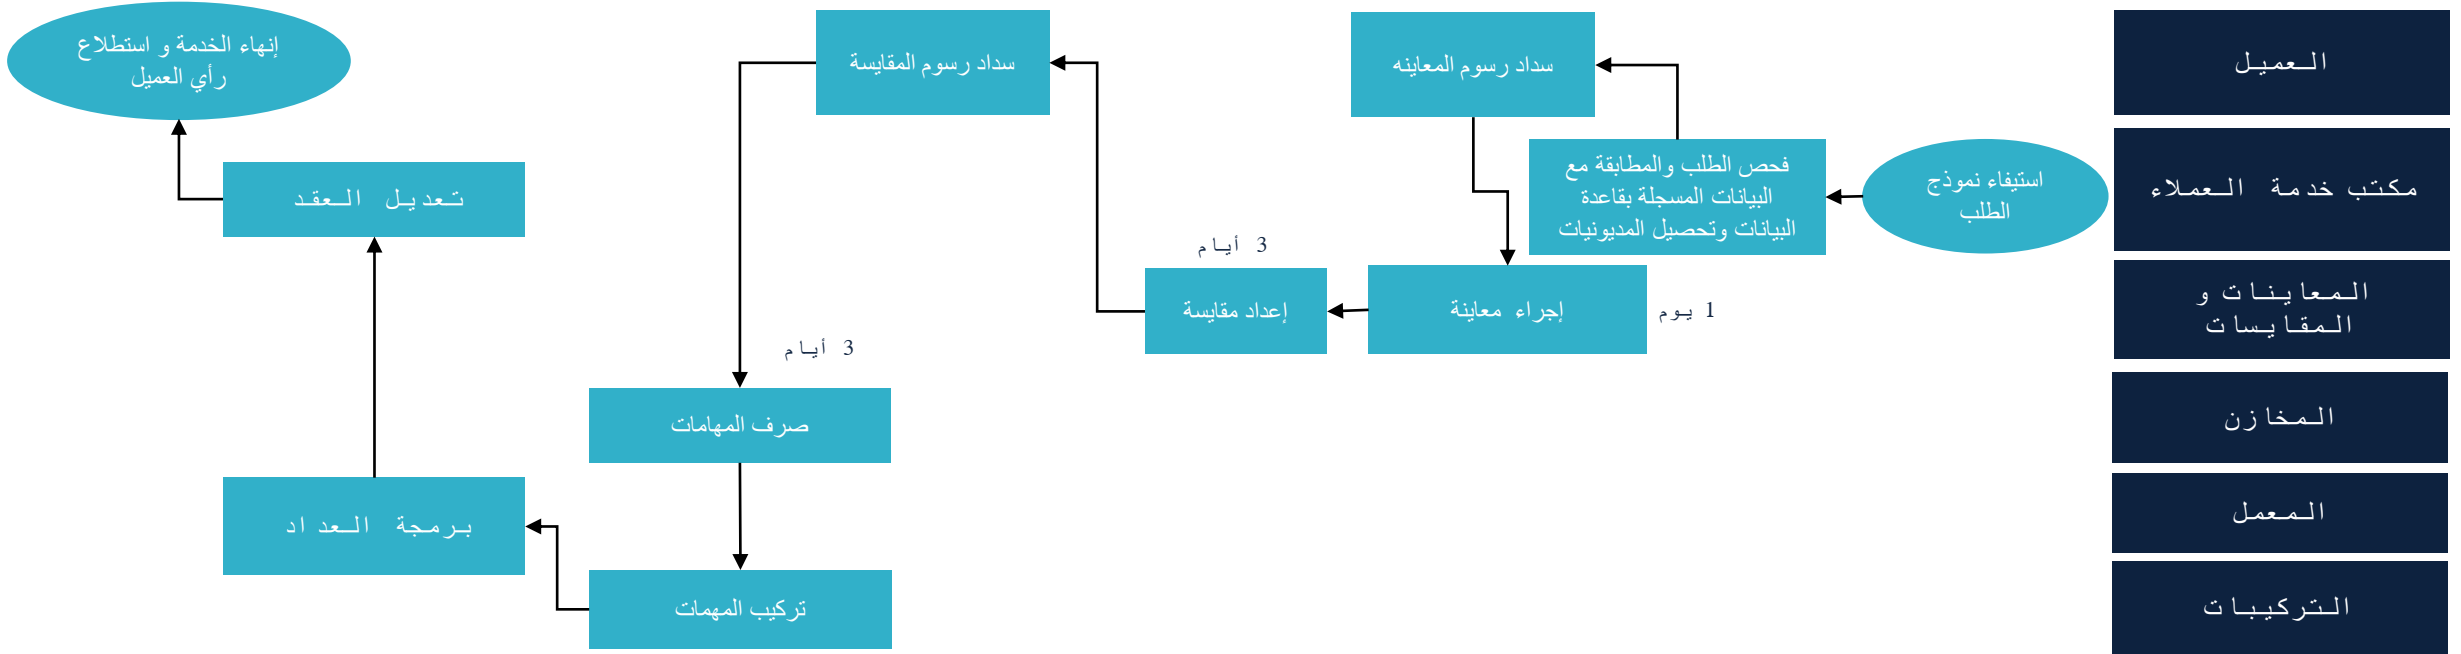 العميل
مكتب خدمة العملاء
المعاينات و
المقايسات
المخازن
المعمل
التركيبات
استيفاء نموذج
الطلب
فحص الطلب والمطابقة مع
البيانات المسجلة بقاعدة
البيانات وتحصيل المديونيات
سداد رسوم المعاينه
إجراء معاينة
1 يوم
إعداد مقايسة
3 أيام
سداد رسوم المقايسة
3 أيام
صرف المهامات
تركيب المهمات
برمجة العداد
تعديل العقد
إنهاء الخدمة و استطلاع
رأي العميل